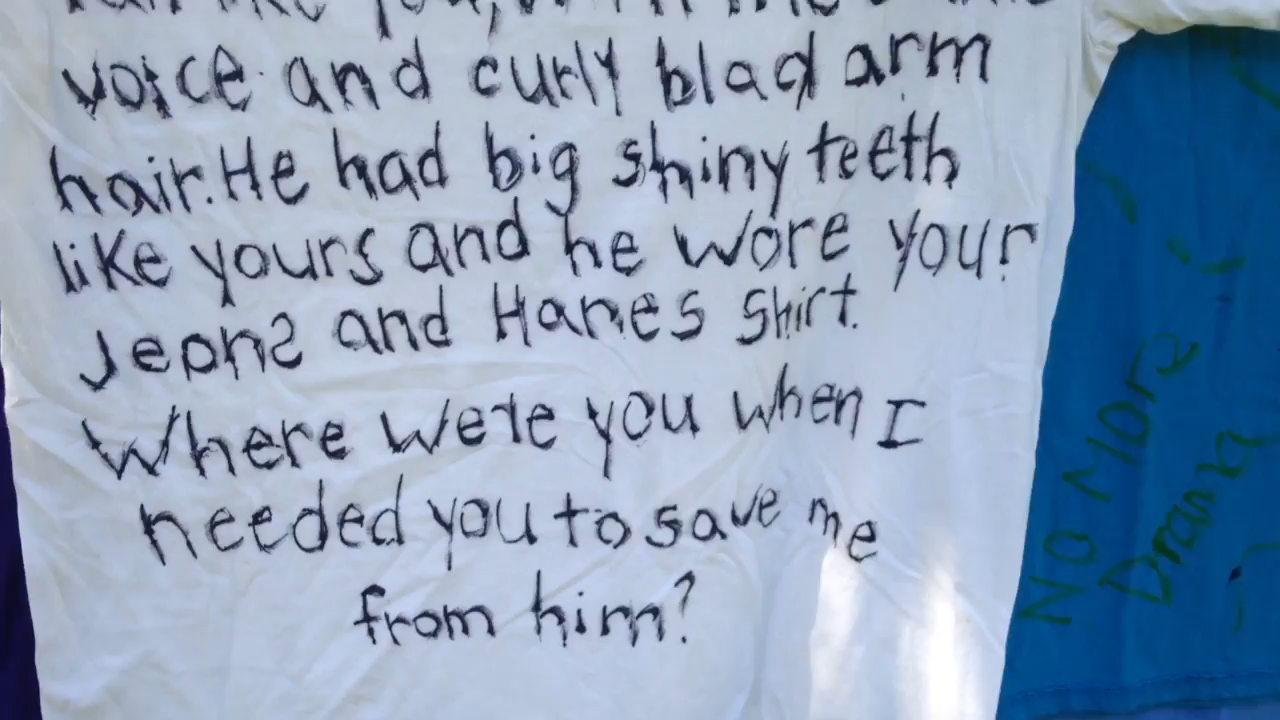 voice and curly blad arm
hair. He had big shiny teeth
like yours and he wore your
Jeans and Hanes Shirt.
Where were you when I
needed you to save me
from him?
No More
Drama